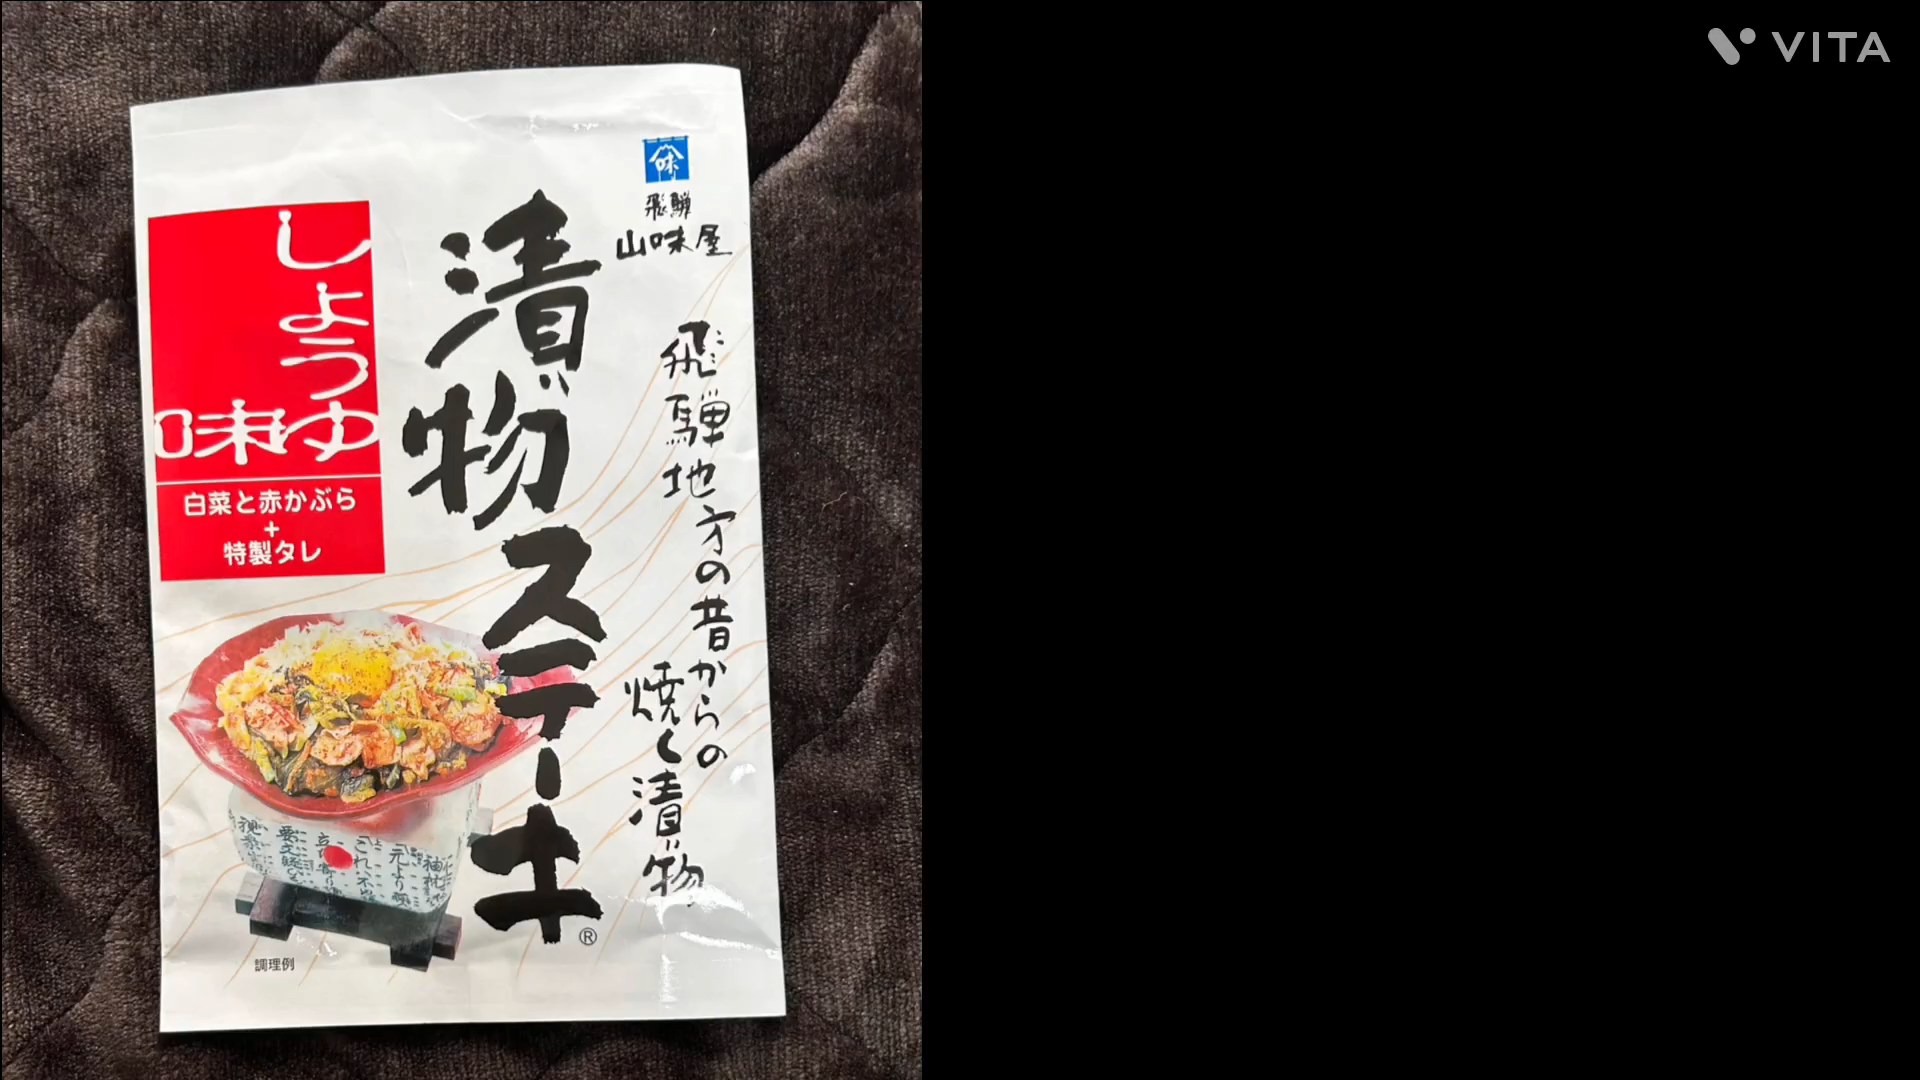 VITA
味
飛騨
山味屋
飛騨地方の昔からの
焼く漬物
漬物ステーキ
®
しょうゆ味
白菜と赤かぶら
+
特製タレ
調理例